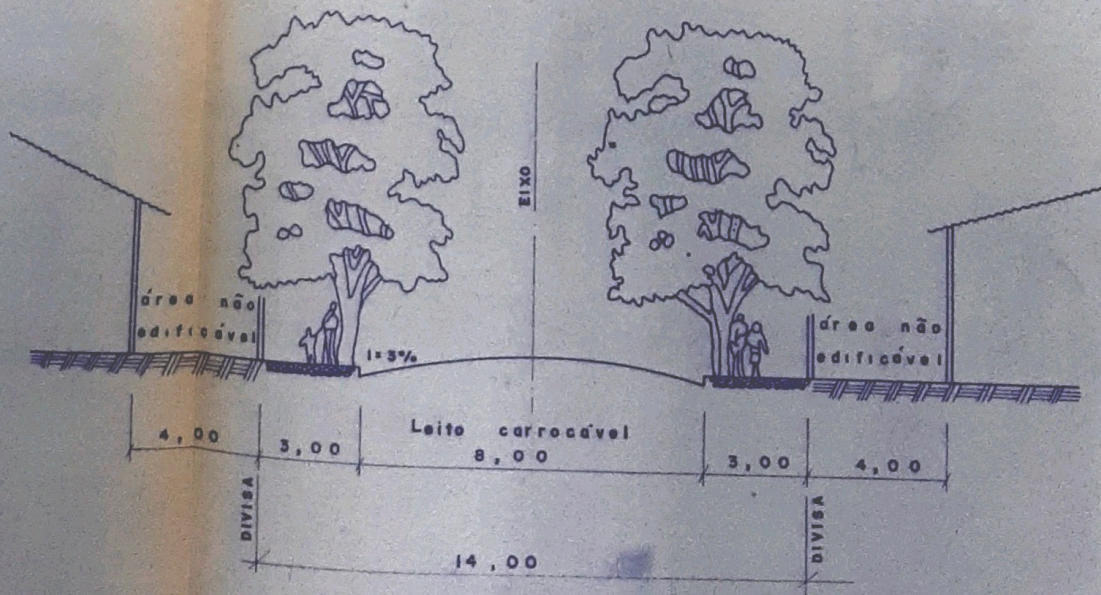 EIXO
área não
edificável
i=3%
área não
edificável
4,00
3,00
Leito carrocável
8,00
3,00
4,00
DIVISA
14,00
DIVISA